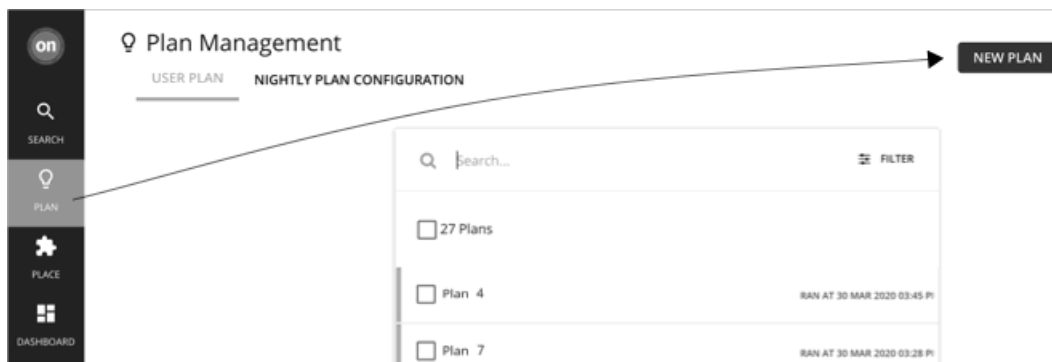 on
Plan Management
NEW PLAN
USER PLAN NIGHTLY PLAN CONFIGURATION
SEARCH
Search... FILTER
PLAN
27 Plans
PLACE
Plan 4 RAN AT 30 MAR 2020 03:45
DASHBOARD
Plan 7 RAN AT 30 MAR 2020 03:28